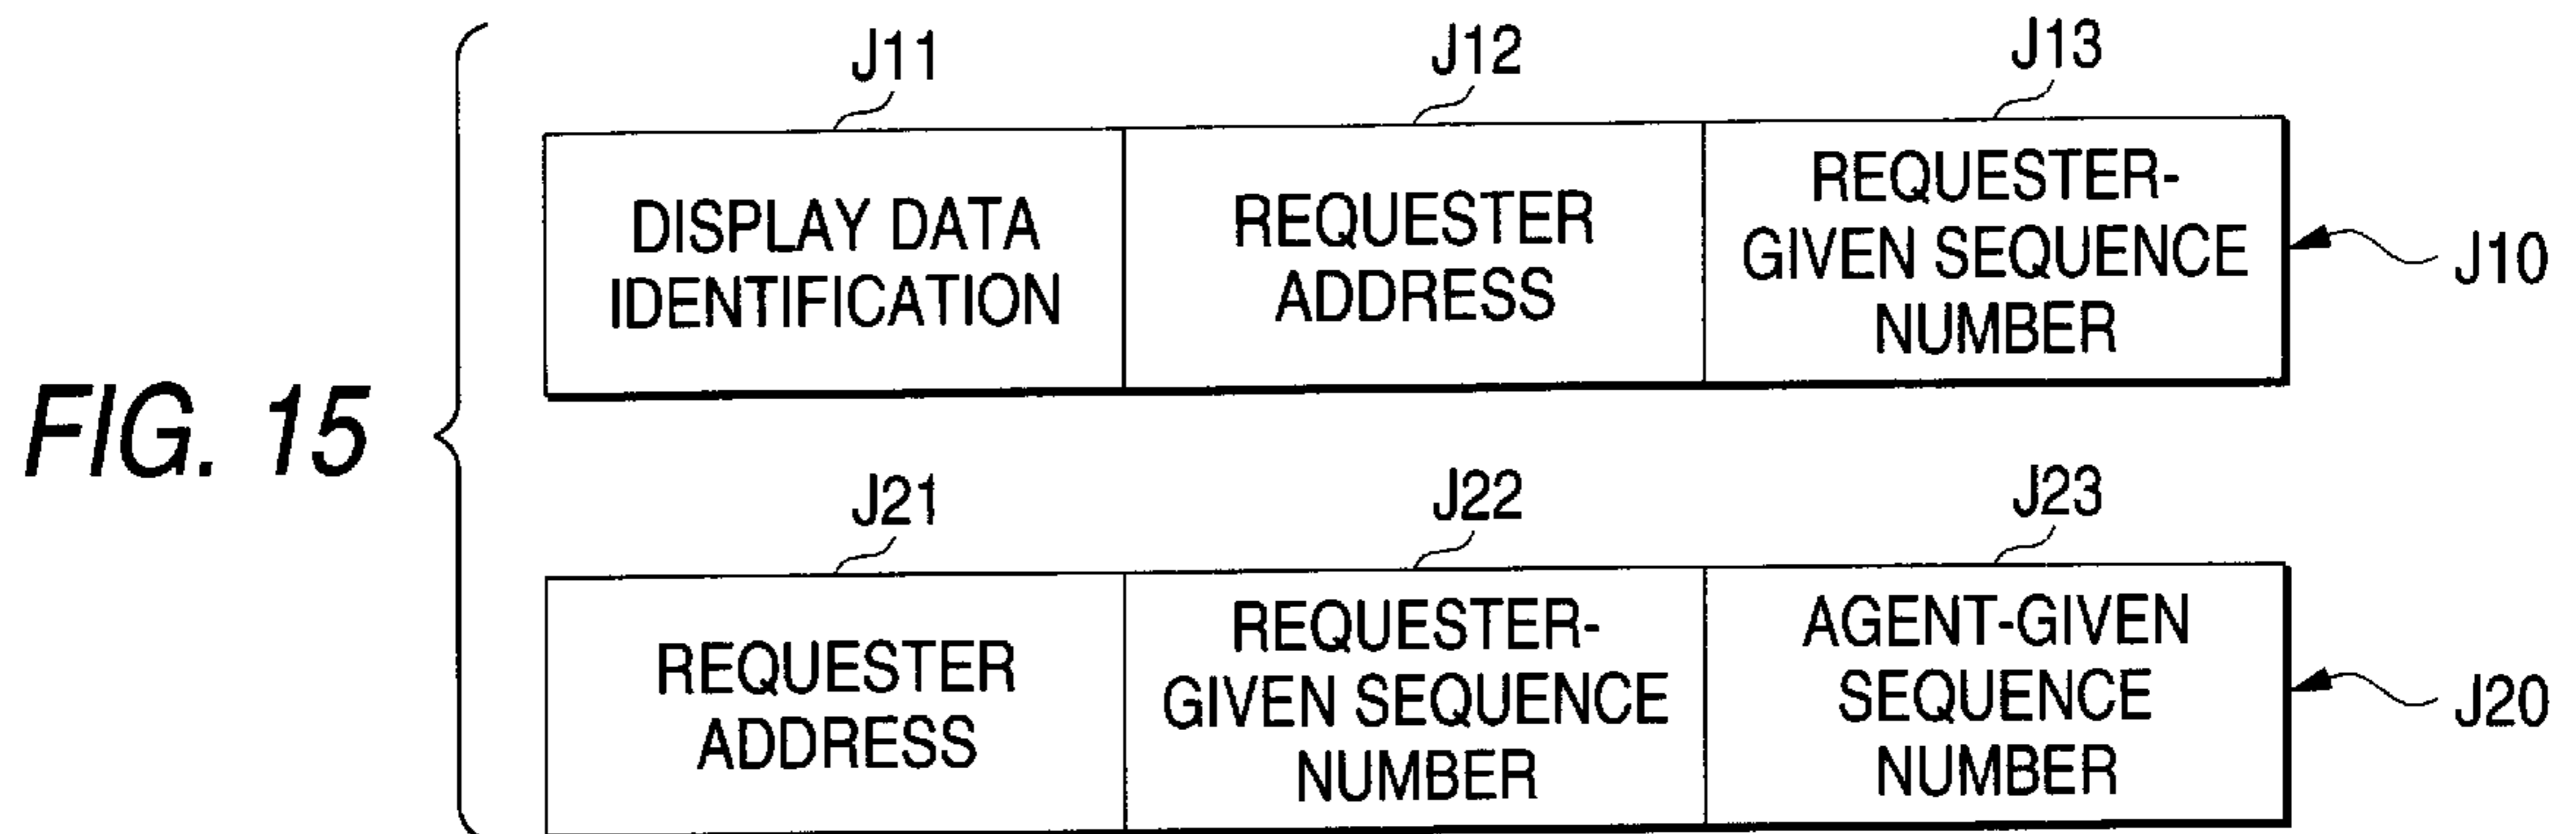 FIG. 15
J11
J12
J13
DISPLAY DATA
IDENTIFICATION
REQUESTER
ADDRESS
REQUESTER-
GIVEN SEQUENCE
NUMBER
J10
J21
J22
J23
REQUESTER
ADDRESS
REQUESTER-
GIVEN SEQUENCE
NUMBER
AGENT-GIVEN
SEQUENCE
NUMBER
J20